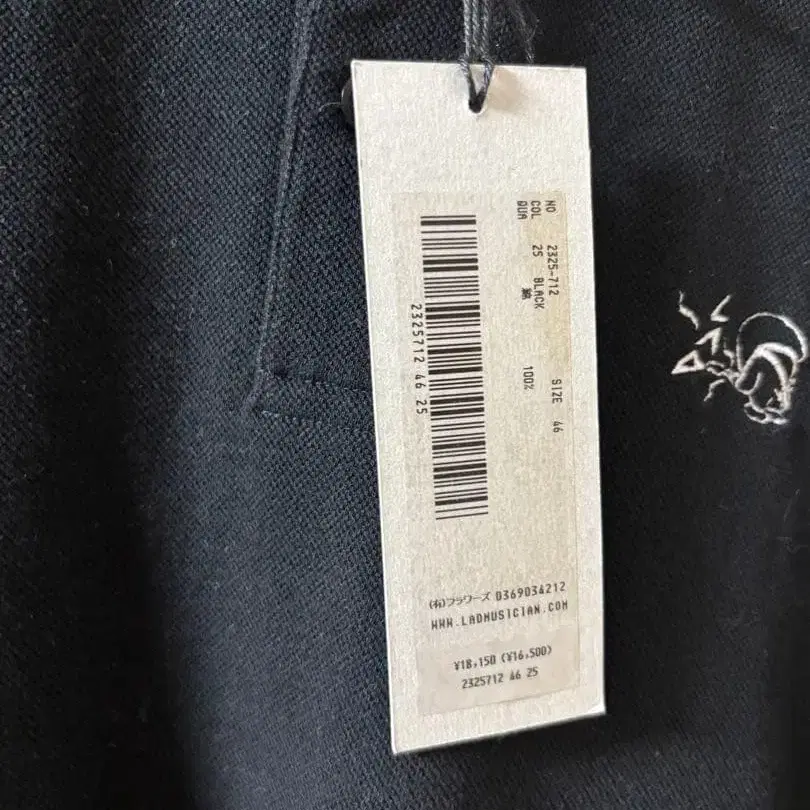 NO 2325-712 SIZE 46
COL 25 BLACK
QUA 綿 100%
2325712 46 25
(有)フラワーズ 0369034212
WWW.LADMUSICIAN.COM
¥18,150 (¥16,500)
2325712 46 25